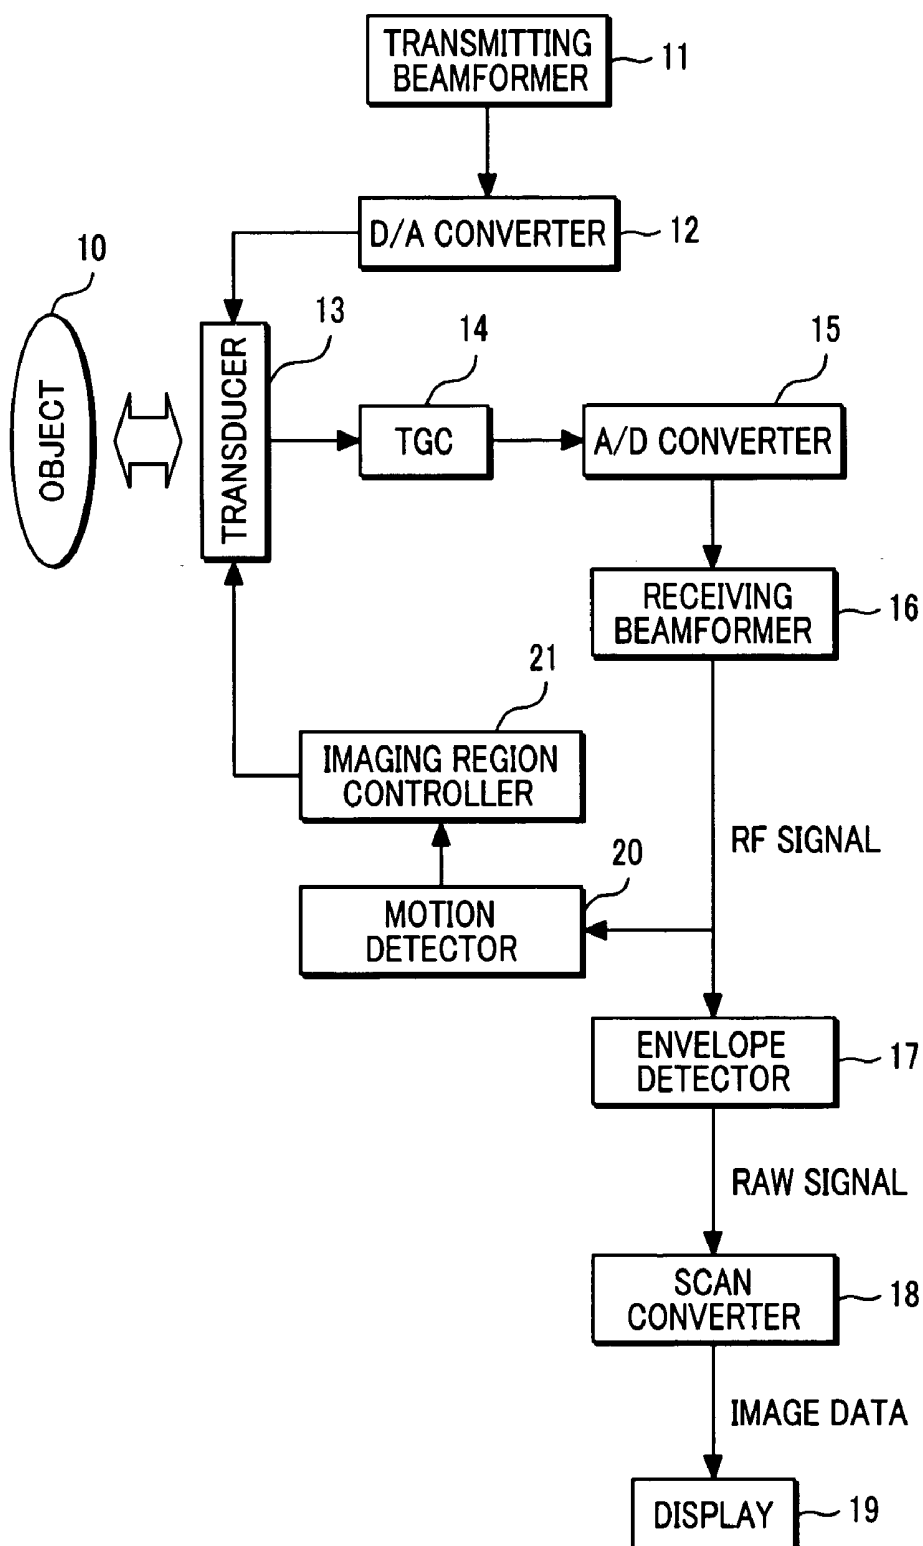 TRANSMITTING
BEAMFORMER
11
D/A CONVERTER
12
10
OBJECT
13
TRANSDUCER
14
TGC
15
A/D CONVERTER
RECEIVING
BEAMFORMER
16
21
IMAGING REGION
CONTROLLER
RF SIGNAL
20
MOTION
DETECTOR
ENVELOPE
DETECTOR
17
RAW SIGNAL
SCAN
CONVERTER
18
IMAGE DATA
DISPLAY
19